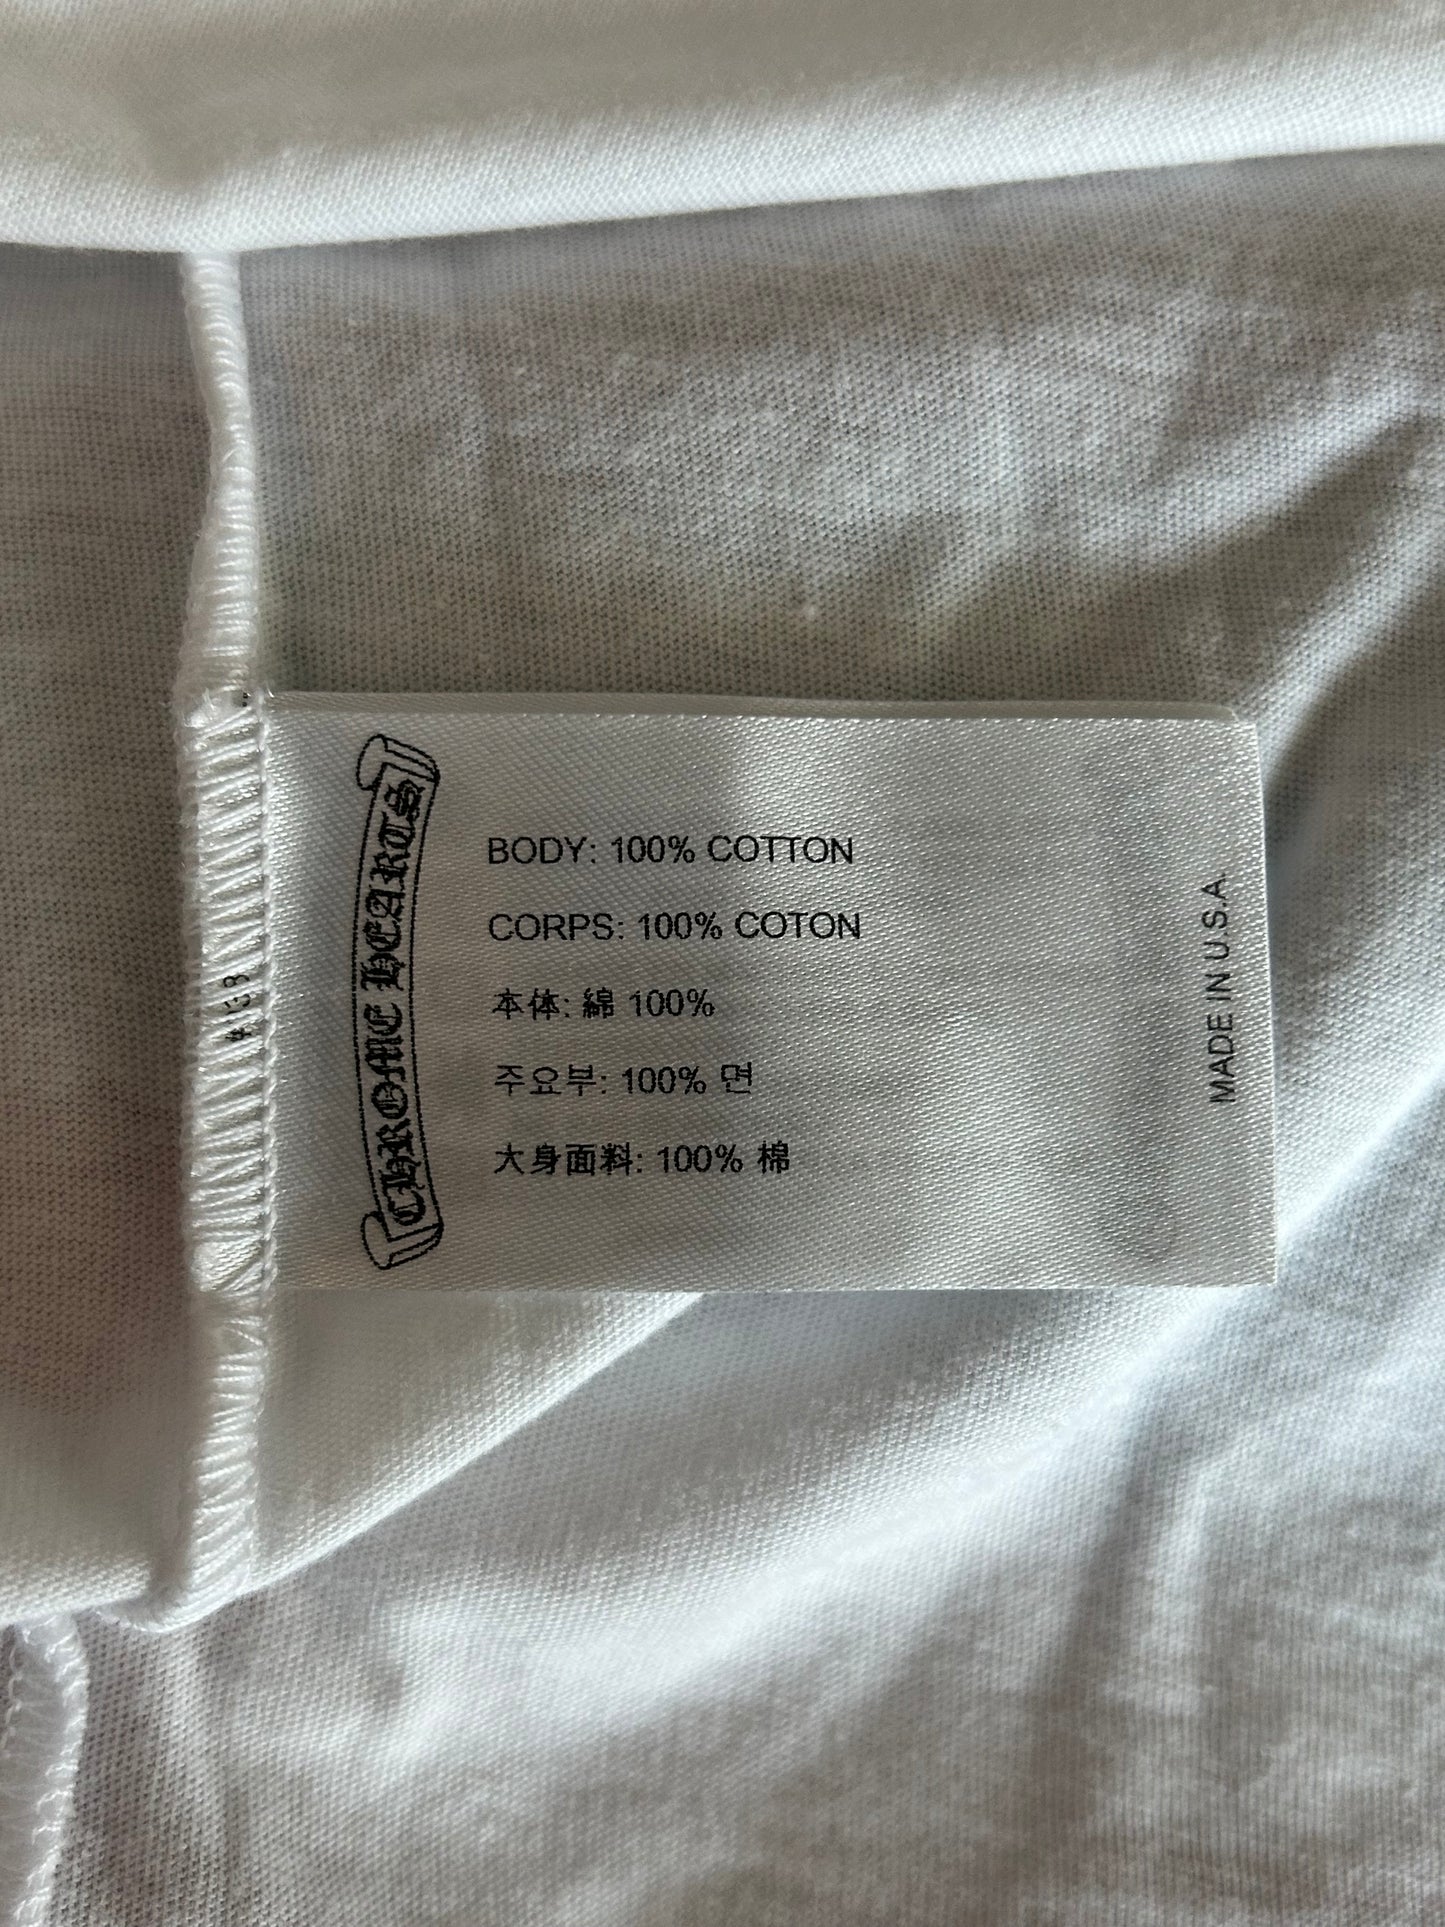 CHROME HEARTS
BODY: 100% COTTON
CORPS: 100% COTON
本体: 綿 100%
주요부: 100% 면
大身面料: 100% 棉
MADE IN U.S.A.